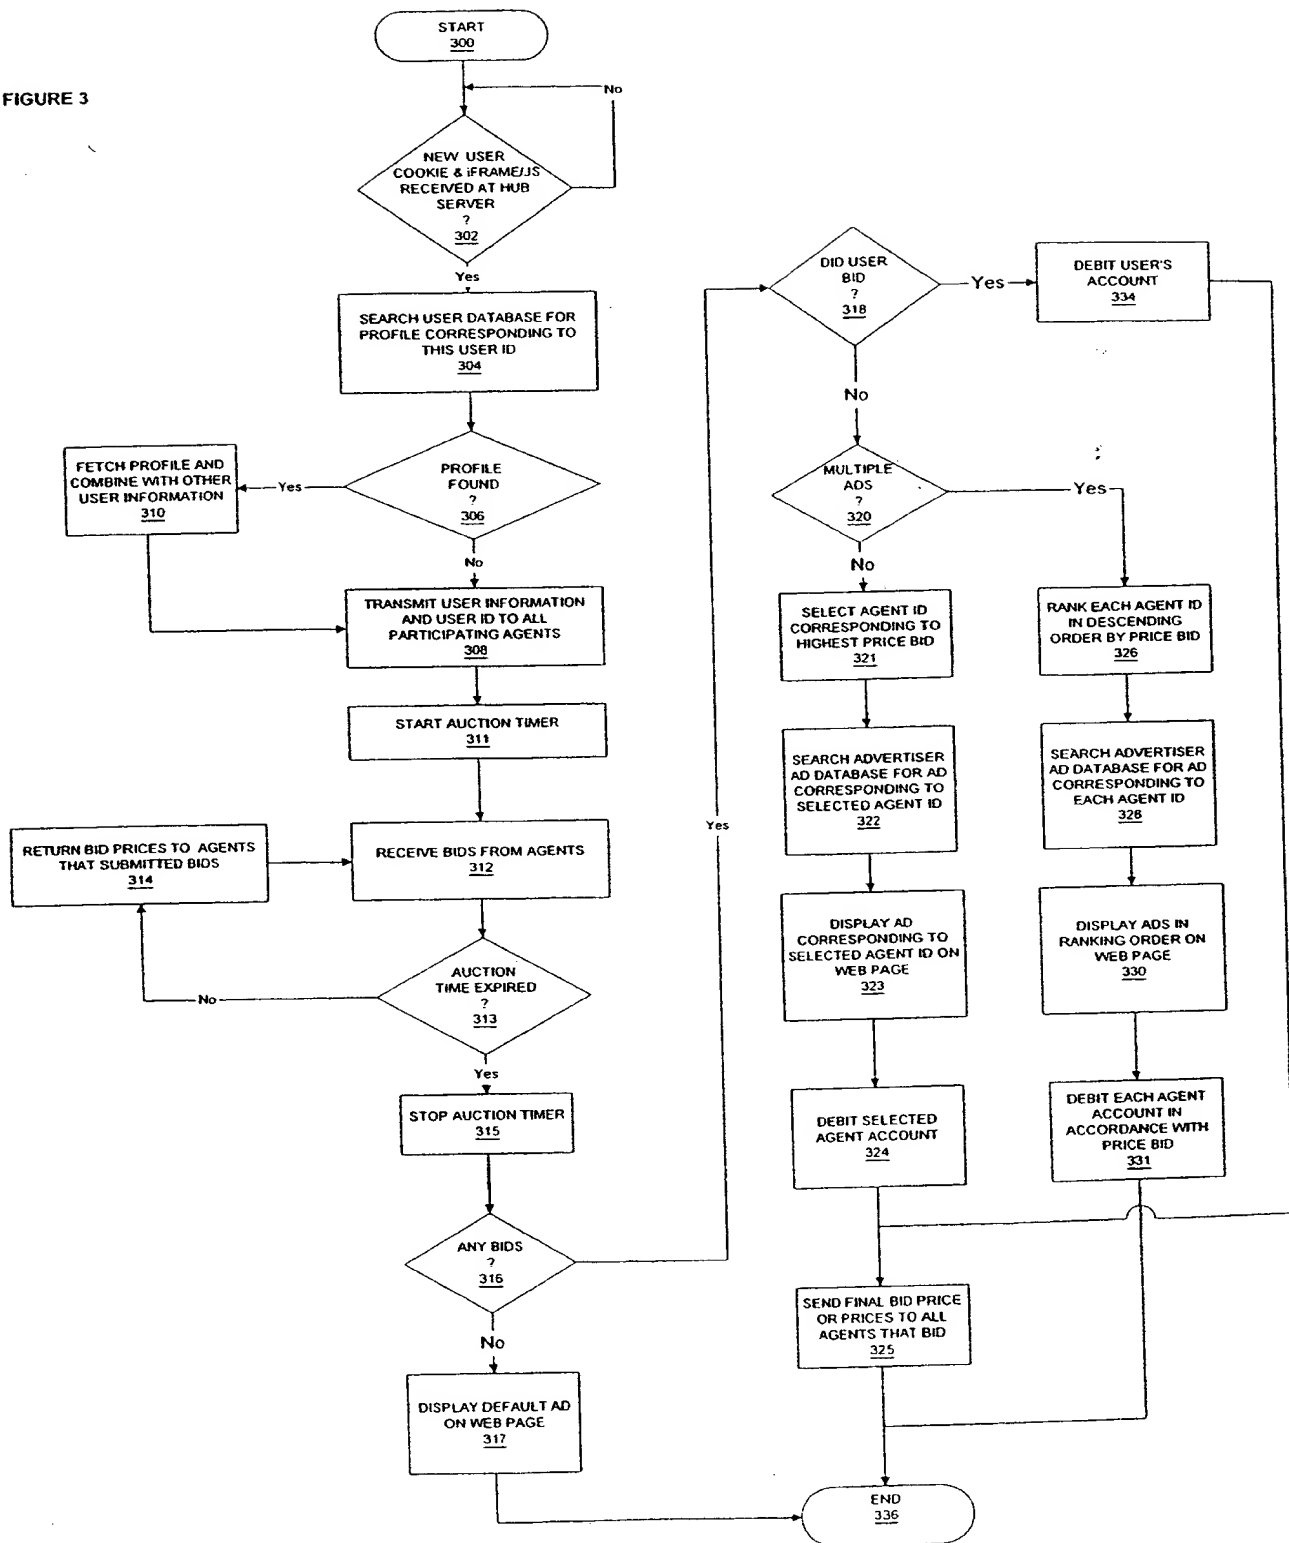 FIGURE 3
START
300
No
NEW USER
COOKIE & iFRAME/JS
RECEIVED AT HUB
SERVER
?
302
Yes
SEARCH USER DATABASE FOR
PROFILE CORRESPONDING TO
THIS USER ID
304
FETCH PROFILE AND
COMBINE WITH OTHER
USER INFORMATION
310
Yes
PROFILE
FOUND
?
306
No
TRANSMIT USER INFORMATION
AND USER ID TO ALL
PARTICIPATING AGENTS
308
START AUCTION TIMER
311
RETURN BID PRICES TO AGENTS
THAT SUBMITTED BIDS
314
RECEIVE BIDS FROM AGENTS
312
No
AUCTION
TIME EXPIRED
?
313
Yes
STOP AUCTION TIMER
315
ANY BIDS
?
316
No
DISPLAY DEFAULT AD
ON WEB PAGE
317
Yes
DID USER
BID
?
318
Yes
DEBIT USER'S
ACCOUNT
334
No
MULTIPLE
ADS
?
320
Yes
No
SELECT AGENT ID
CORRESPONDING TO
HIGHEST PRICE BID
321
RANK EACH AGENT ID
IN DESCENDING
ORDER BY PRICE BID
326
SEARCH ADVERTISER
AD DATABASE FOR AD
CORRESPONDING TO
SELECTED AGENT ID
322
SEARCH ADVERTISER
AD DATABASE FOR AD
CORRESPONDING TO
EACH AGENT ID
328
DISPLAY AD
CORRESPONDING TO
SELECTED AGENT ID ON
WEB PAGE
323
DISPLAY ADS IN
RANKING ORDER ON
WEB PAGE
330
DEBIT SELECTED
AGENT ACCOUNT
324
DEBIT EACH AGENT
ACCOUNT IN
ACCORDANCE WITH
PRICE BID
331
SEND FINAL BID PRICE
OR PRICES TO ALL
AGENTS THAT BID
325
END
336